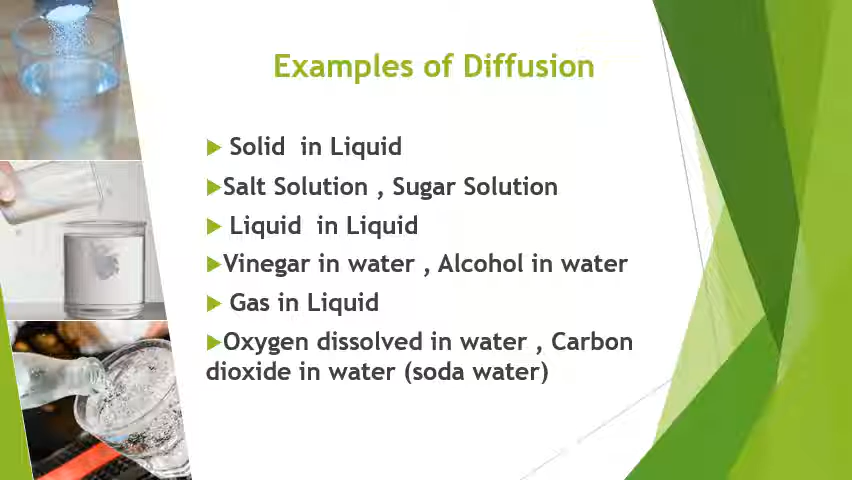 Examples of Diffusion
Solid in Liquid
Salt Solution , Sugar Solution
Liquid in Liquid
Vinegar in water , Alcohol in water
Gas in Liquid
Oxygen dissolved in water , Carbon
dioxide in water (soda water)